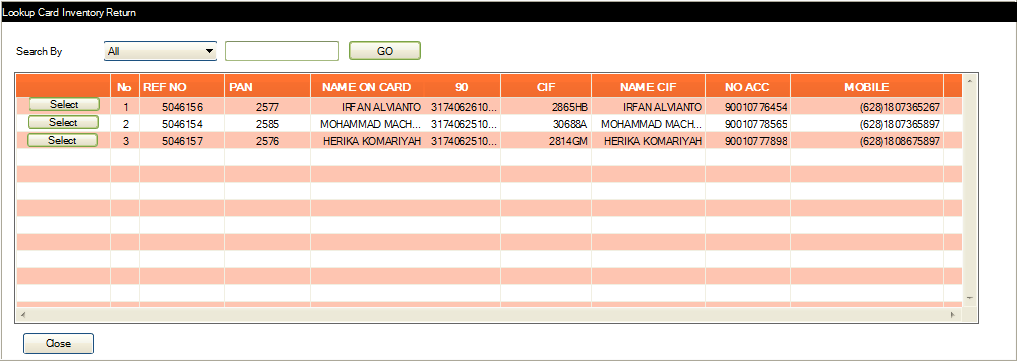 Lookup Card Inventory Return
Search By All GO
No REF NO PAN NAME ON CARD 90 CIF NAME CIF NO ACC MOBILE
Select 1 5046156 2577 IRFAN ALVIANTO 3174062610... 2865HB IRFAN ALVIANTO 90010776454 (628)1807365267
Select 2 5046154 2585 MOHAMMAD MACH... 3174062510... 30688A MOHAMMAD MACH... 90010778565 (628)1807365897
Select 3 5046157 2576 HERIKA KOMARIYAH 3174062510... 2814GM HERIKA KOMARIYAH 90010777898 (628)1808675897
Close